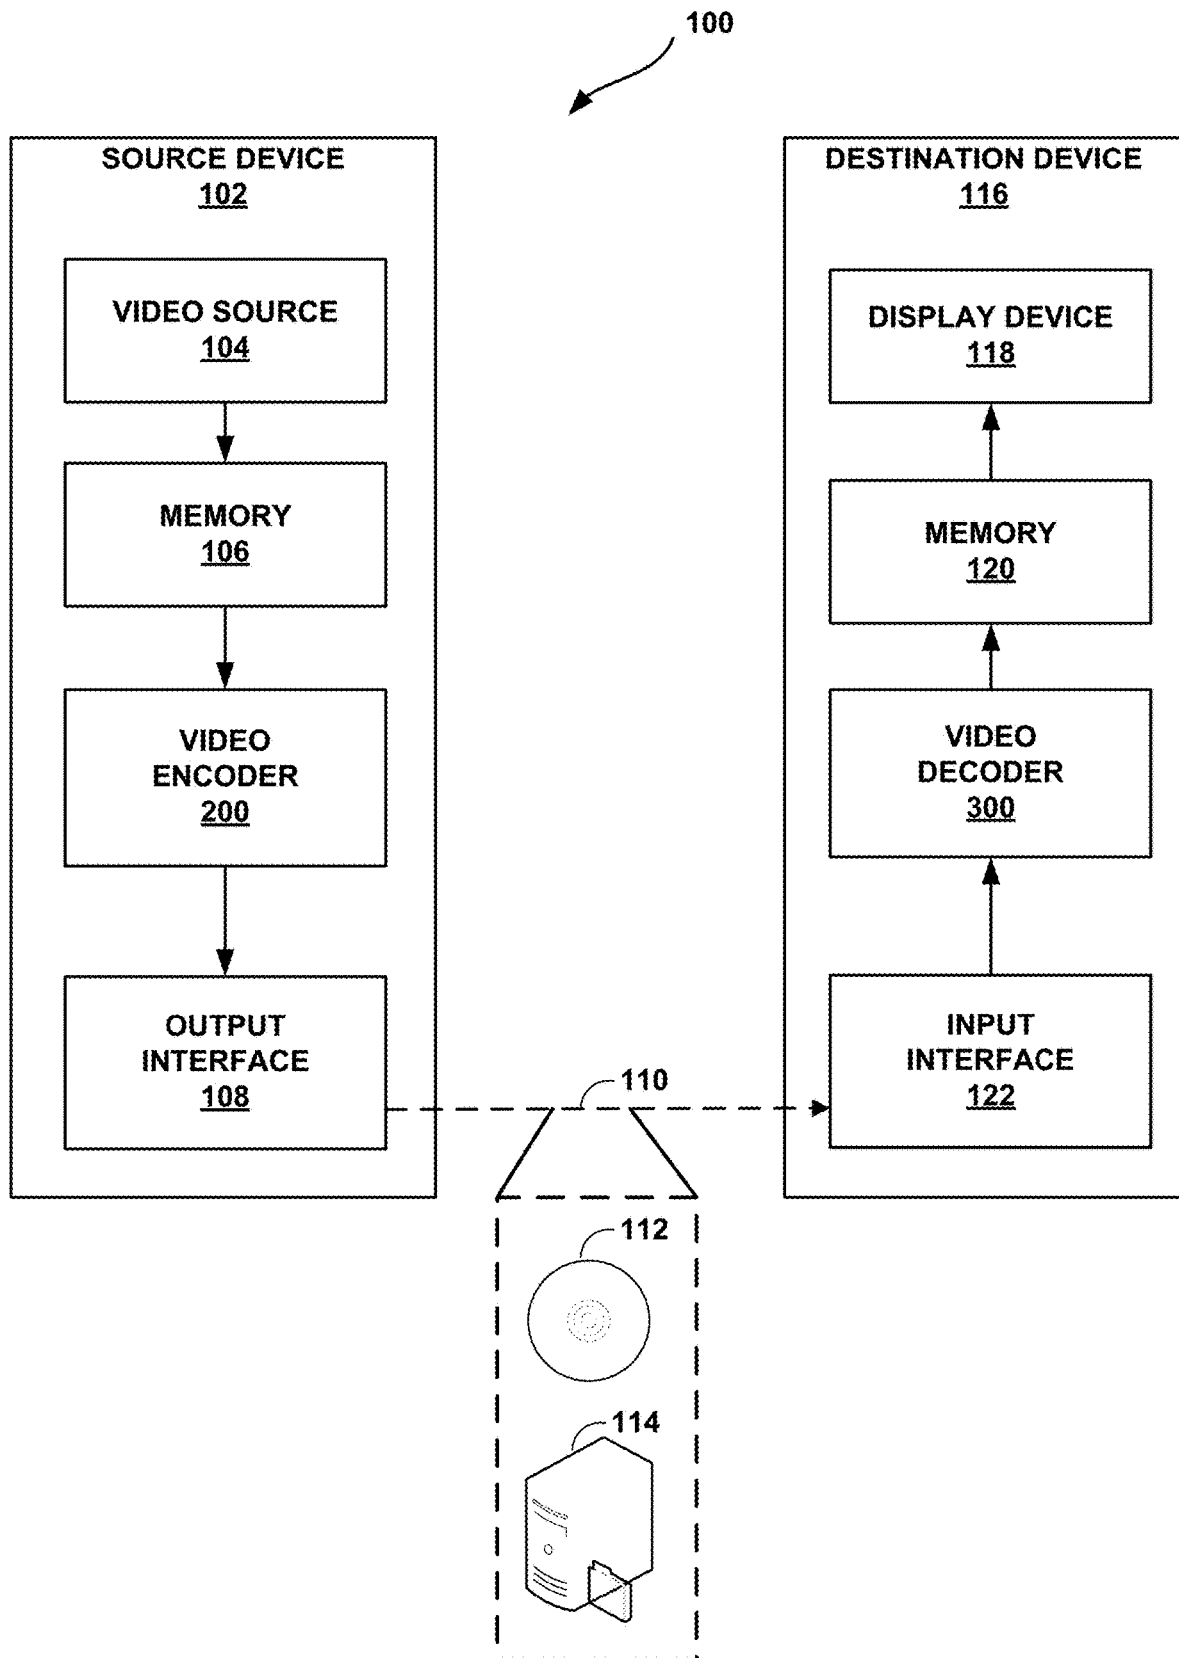 100
SOURCE DEVICE
102
VIDEO SOURCE
104
MEMORY
106
VIDEO
ENCODER
200
OUTPUT
INTERFACE
108
DESTINATION DEVICE
116
DISPLAY DEVICE
118
MEMORY
120
VIDEO
DECODER
300
INPUT
INTERFACE
122
110
112
114